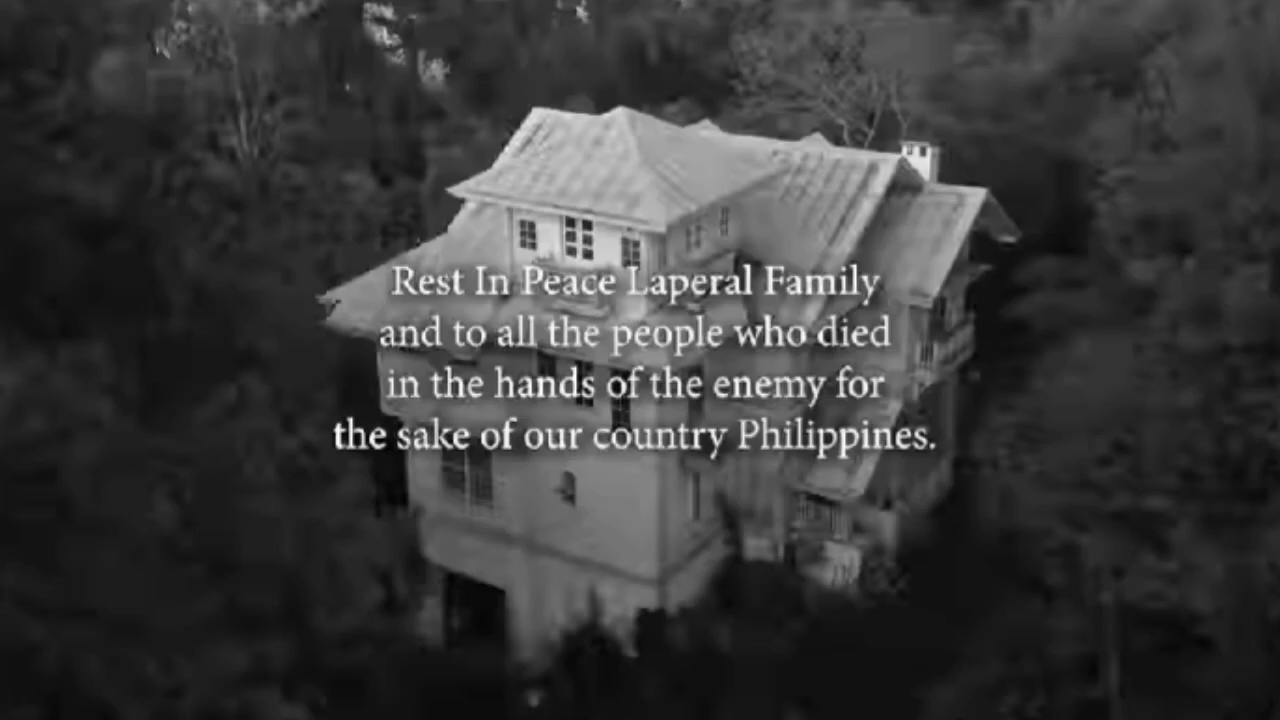 Rest In Peace Laperal Family
and to all the people who died
in the hands of the enemy for
the sake of our country Philippines.